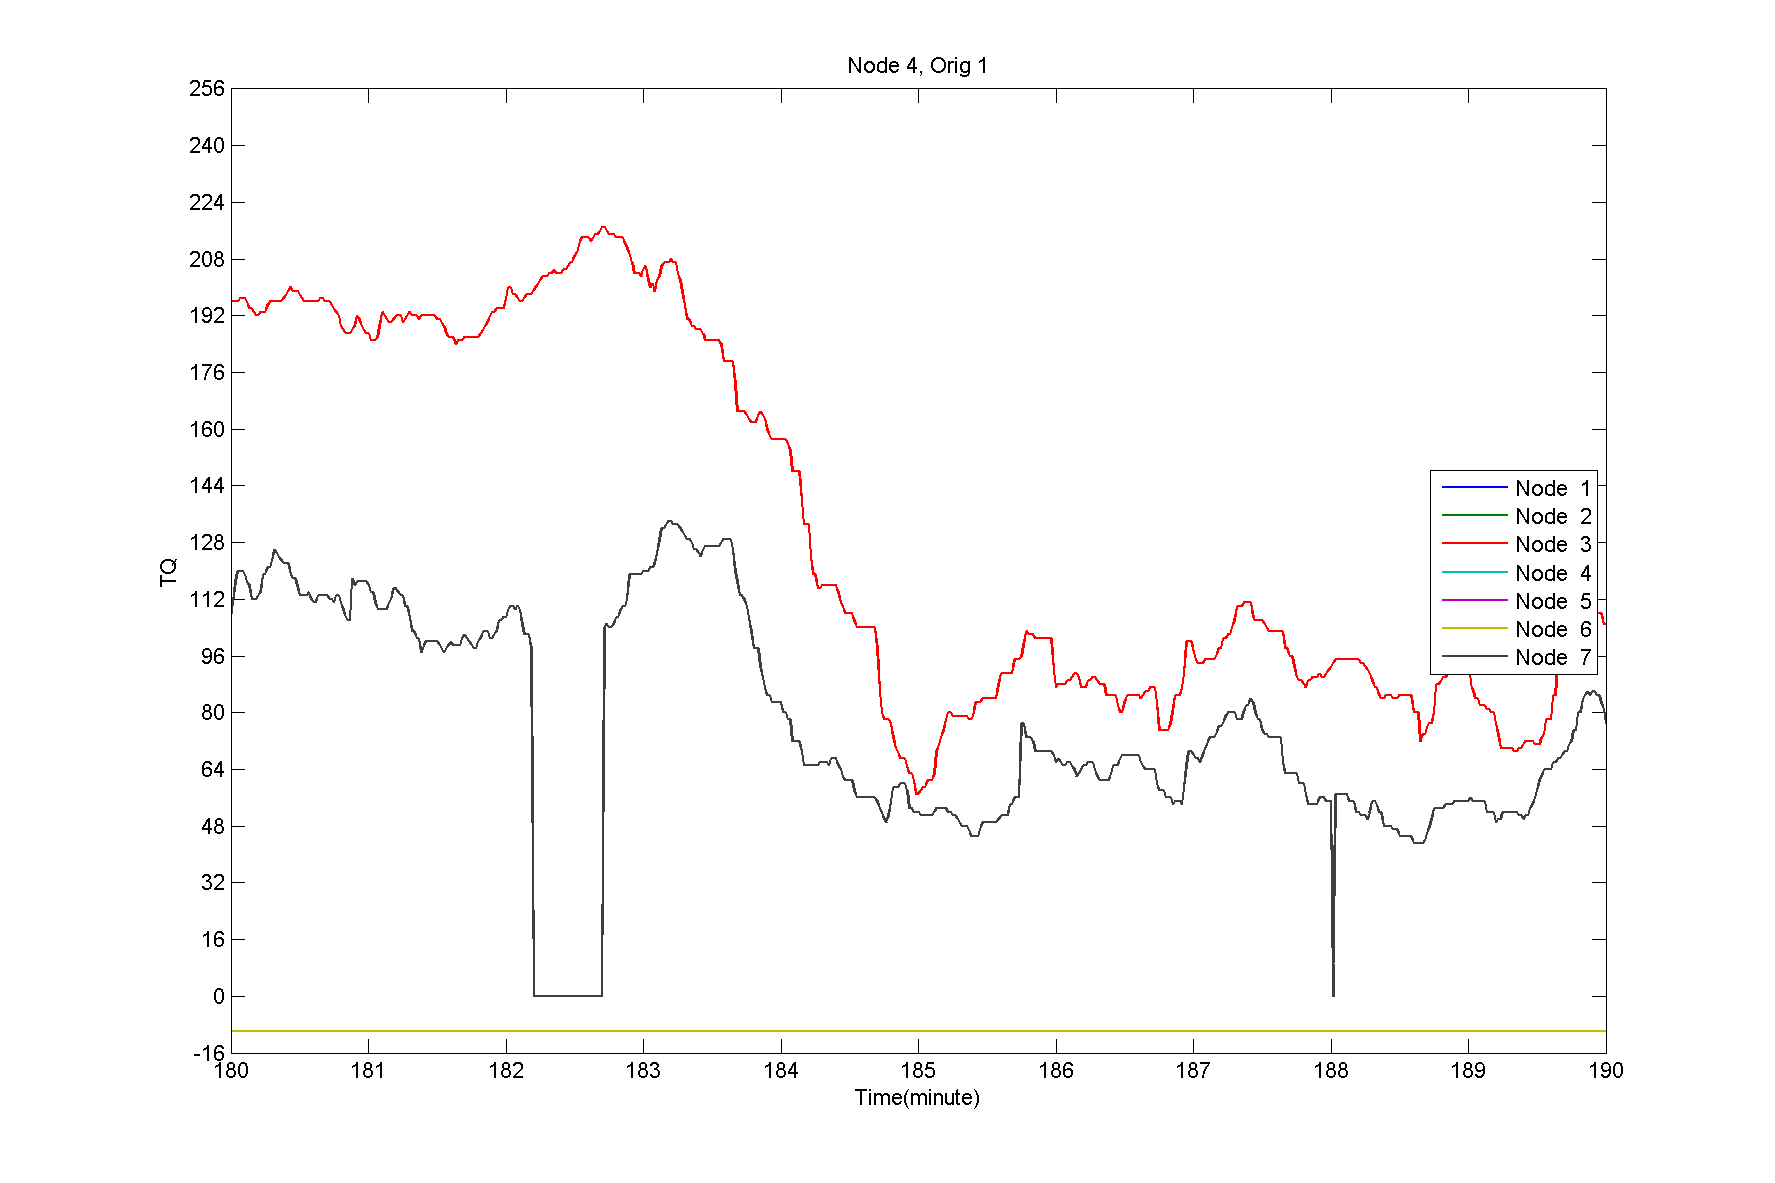 Node 4, Orig 1
256
240
224
208
192
176
160
144
128
112
96
80
64
48
32
16
0
-16
TQ
Node 1
Node 2
Node 3
Node 4
Node 5
Node 6
Node 7
180 181 182 183 184 185 186 187 188 189 190
Time(minute)